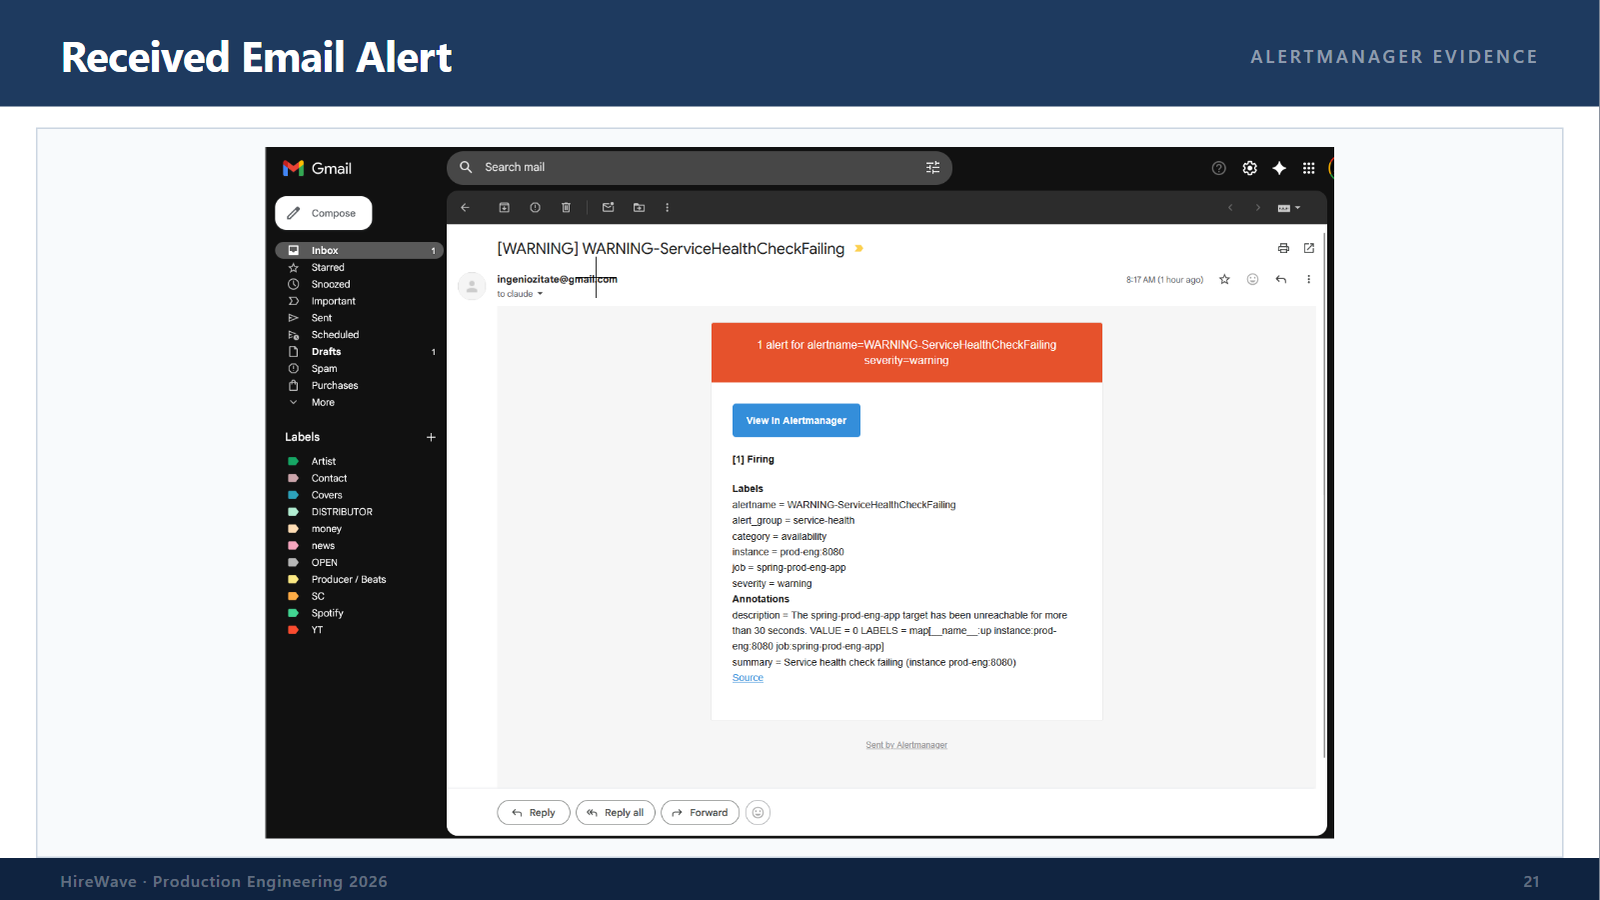 Received Email Alert
ALERTMANAGER EVIDENCE
Gmail
Search mail
Compose
Inbox 1
Starred
Snoozed
Important
Sent
Scheduled
Drafts 1
Spam
Purchases
More
Labels
Artist
Contact
Covers
DISTRIBUTOR
money
news
OPEN
Producer / Beats
SC
Spotify
YT
[WARNING] WARNING-ServiceHealthCheckFailing
ingeniozitate@gmail.com
8:17 AM (1 hour ago)
to claude
1 alert for alertname=WARNING-ServiceHealthCheckFailing
severity=warning
View in Alertmanager
[1] Firing
Labels
alertname = WARNING-ServiceHealthCheckFailing
alert_group = service-health
category = availability
instance = prod-eng:8080
job = spring-prod-eng-app
severity = warning
Annotations
description = The spring-prod-eng-app target has been unreachable for more
than 30 seconds. VALUE = 0 LABELS = map[__name__:up instance:prod-
eng:8080 job:spring-prod-eng-app]
summary = Service health check failing (instance prod-eng:8080)
Source
Sent by Alertmanager
Reply
Reply all
Forward
HireWave · Production Engineering 2026
21